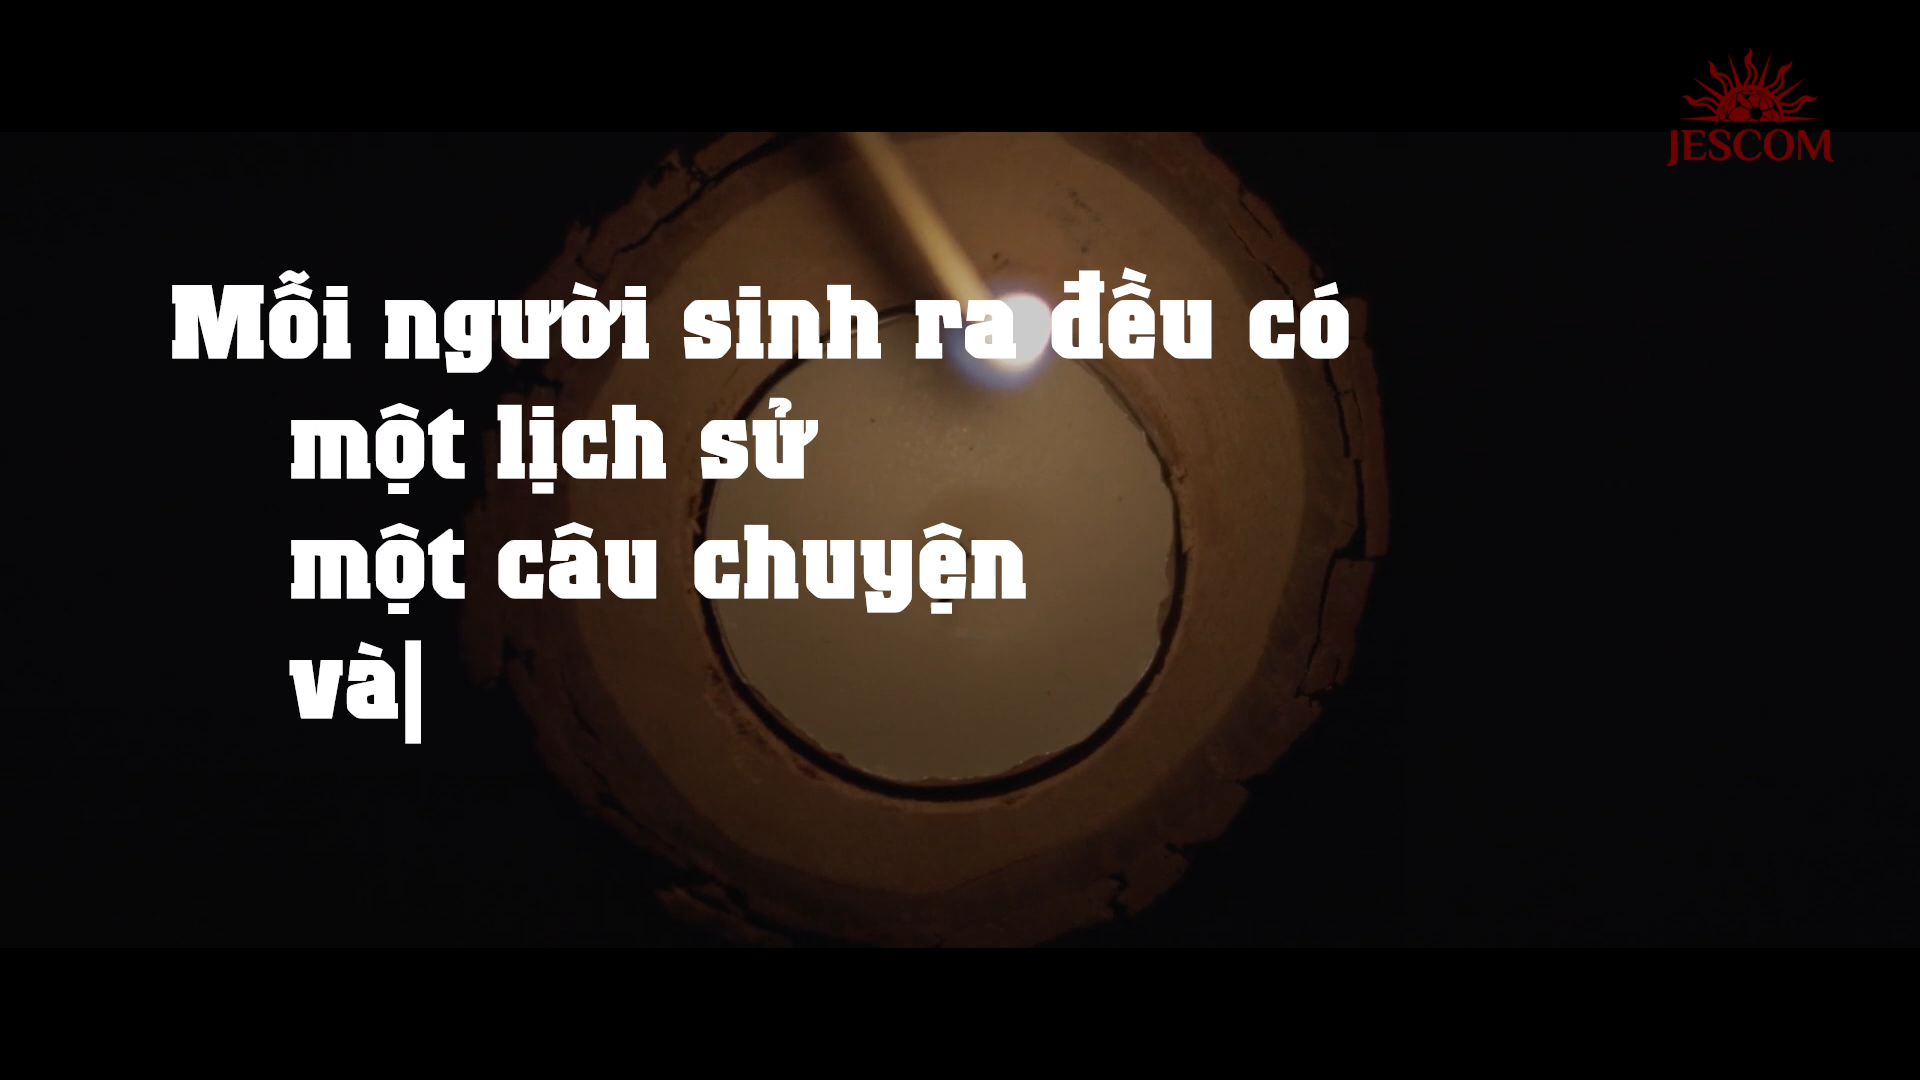 JESCOM
Mỗi người sinh ra đều có
một lịch sử
một câu chuyện
và